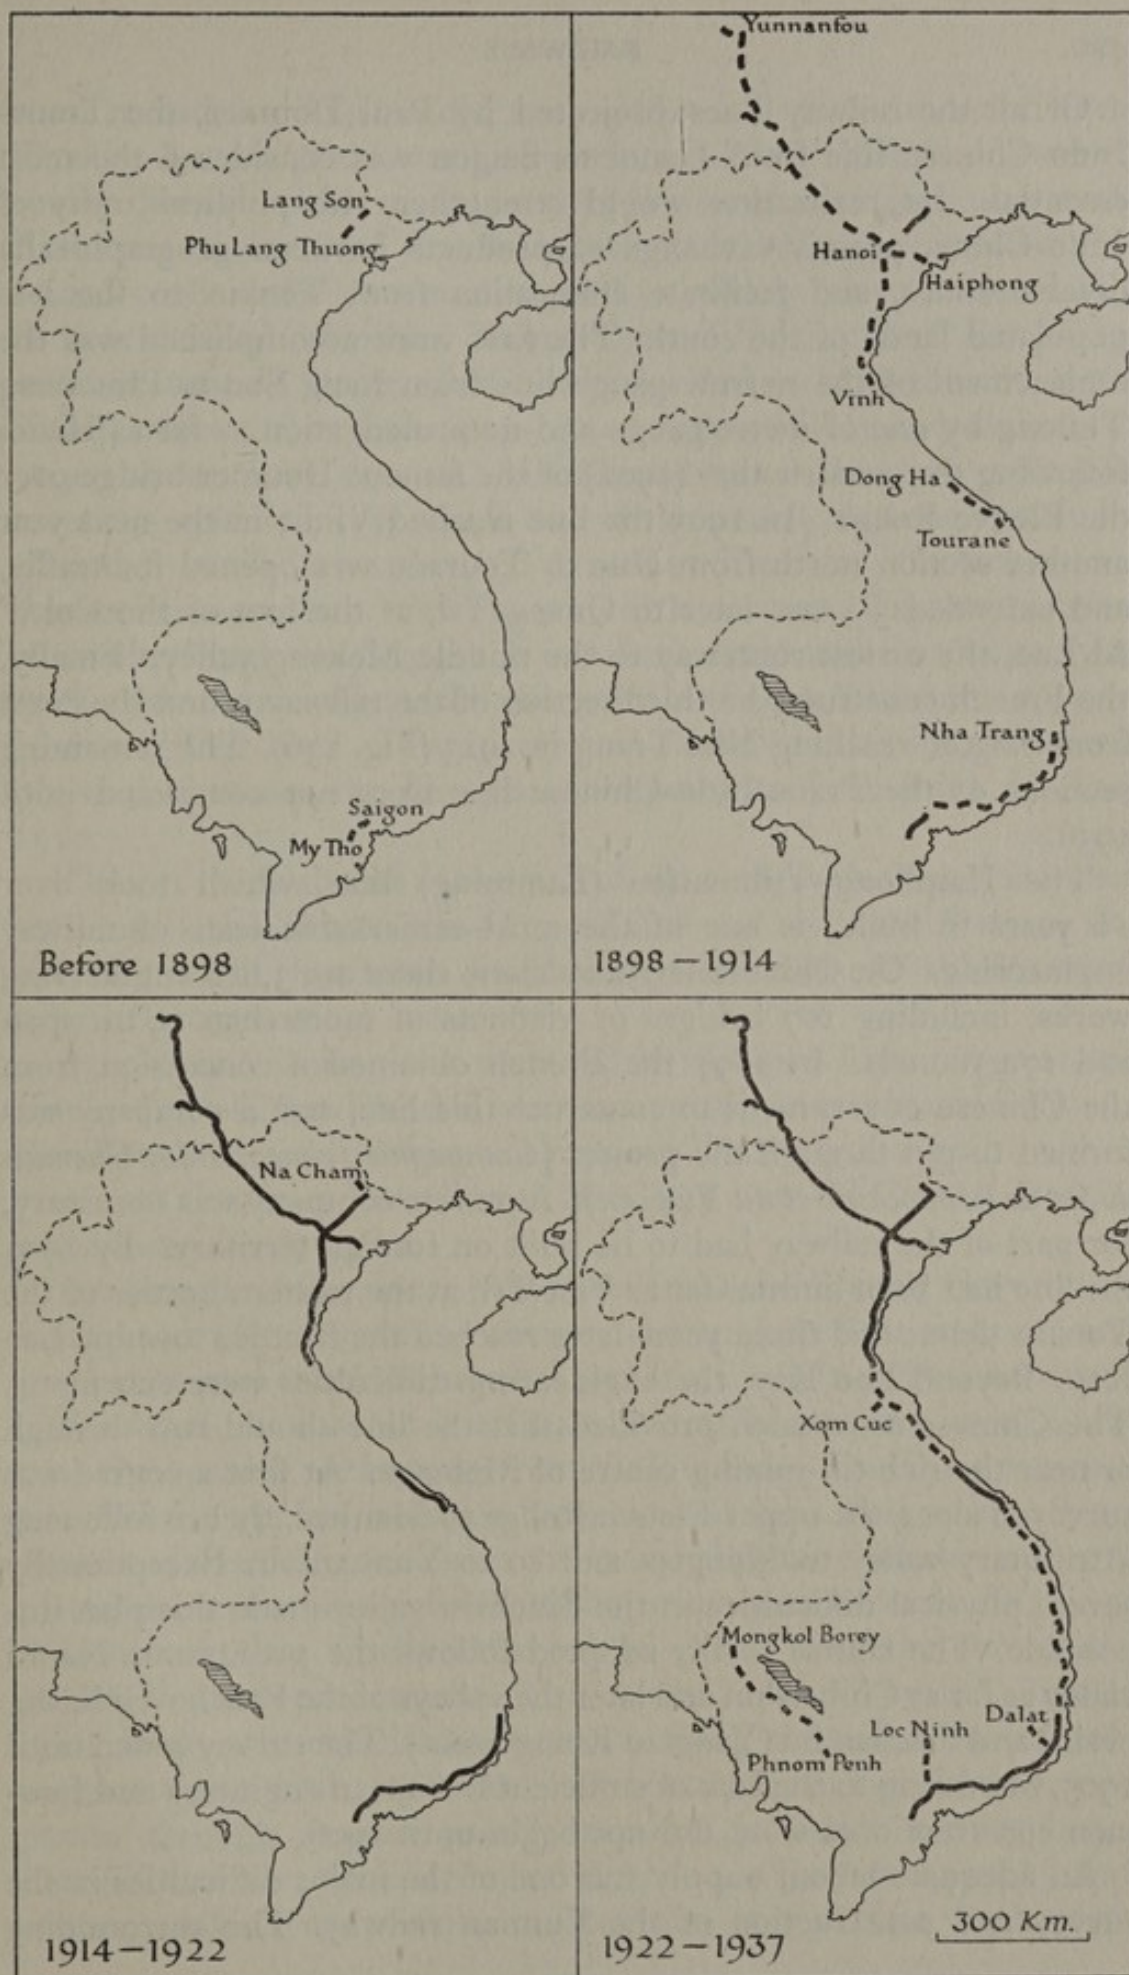 Lang Son
Phu Lang Thuong
Saigon
My Tho
Before 1898
Yunnanfou
Hanoi
Haiphong
Vinh
Dong Ha
Tourane
Nha Trang
1898–1914
Na Cham
1914–1922
Xom Cuc
Mongkol Borey
Dalat
Loc Ninh
Phnom Penh
300 Km.
1922–1937